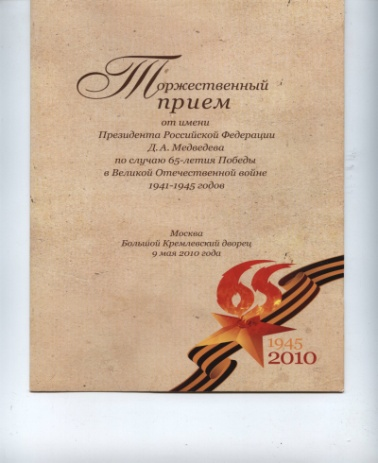 Торжественный
прием
от имени
Президента Российской Федерации
Д. А. Медведева
по случаю 65-летия Победы
в Великой Отечественной войне
1941-1945 годов
Москва
Большой Кремлевский дворец
9 мая 2010 года
65
1945
2010